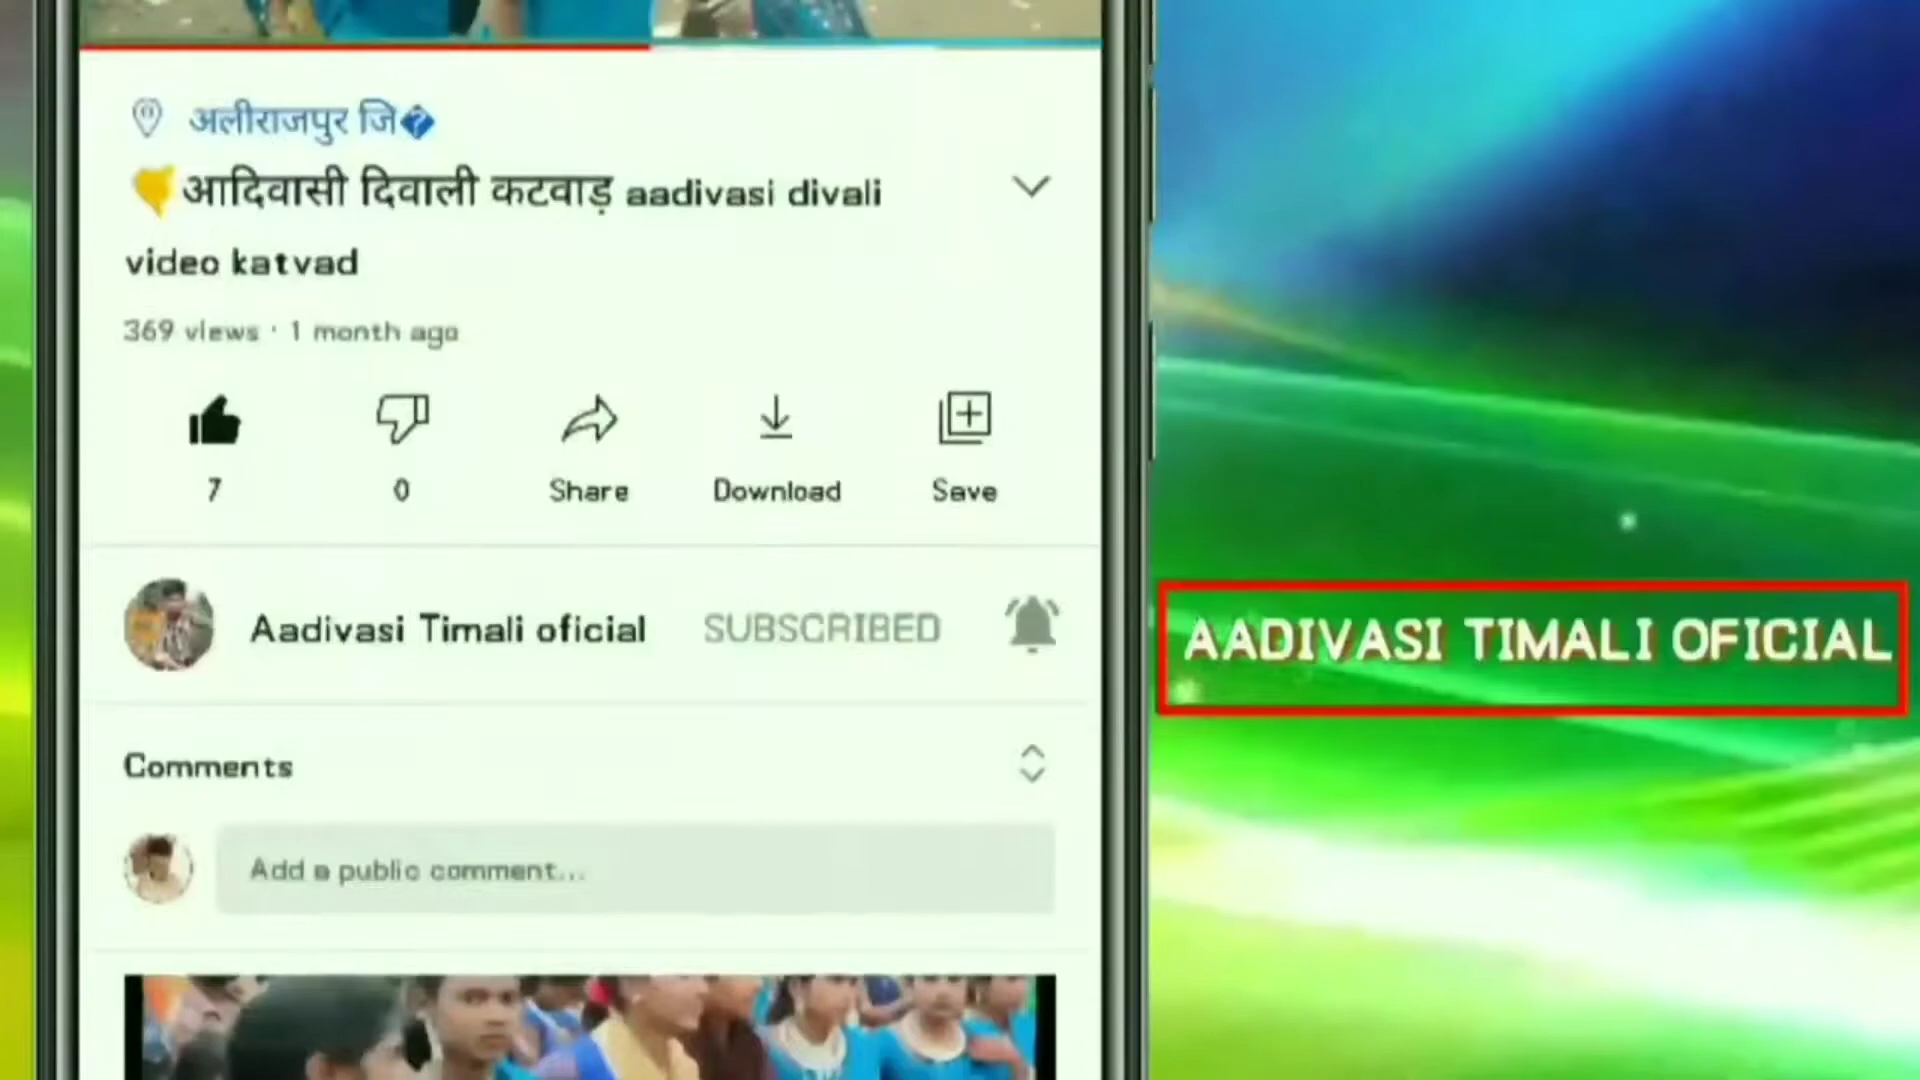 अलीराजपुर जि�
आदिवासी दिवाली कटवाड़ aadivasi divali
video katvad
369 views · 1 month ago
7
0
Share
Download
Save
Aadivasi Timali oficial
SUBSCRIBED
AADIVASI TIMALI OFICIAL
Comments
Add a public comment...